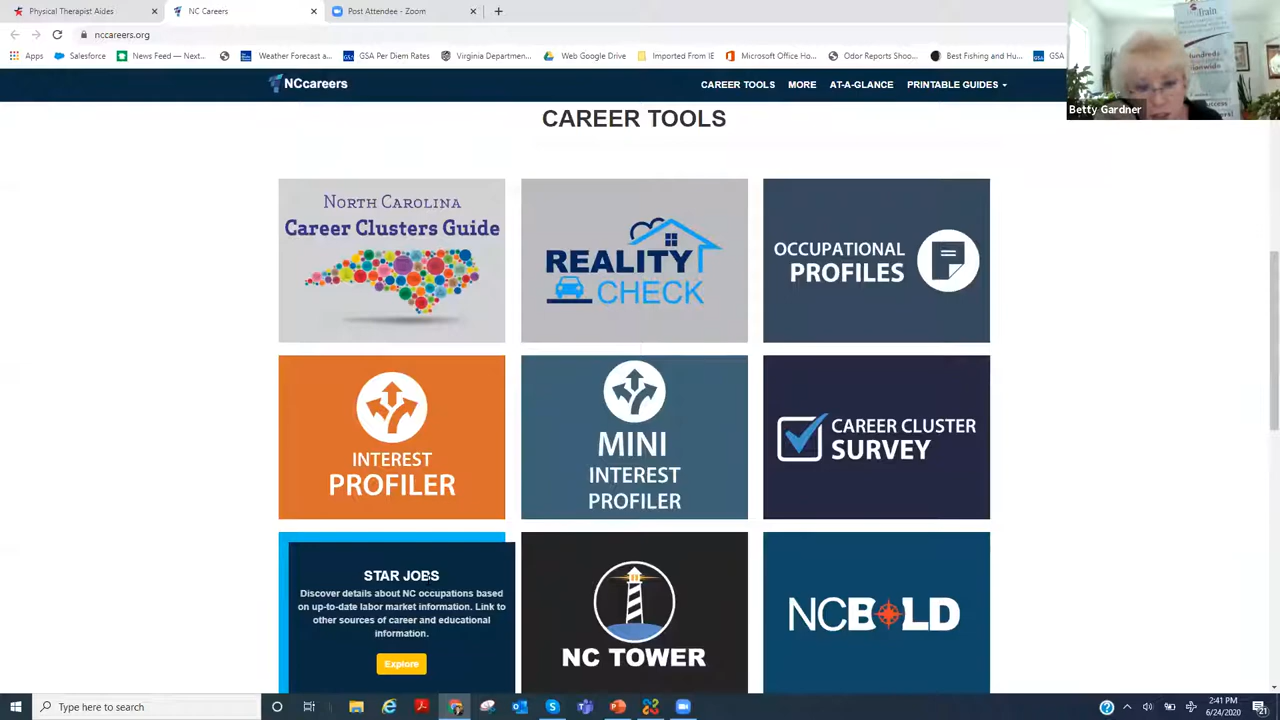 Physical Therapist Aides
NC Careers
Post Attendee - Zoom
nccareers.org
Apps
Salesforce
News Feed — Next...
Weather Forecast a...
GSA Per Diem Rates
Virginia Departmen...
Web Google Drive
Imported From IE
Microsoft Office Ho...
Odor Reports Shoo...
Best Fishing and Hu...
GSA
NCcareers
CAREER TOOLS
MORE
AT-A-GLANCE
PRINTABLE GUIDES
Betty Gardner
CAREER TOOLS
NORTH CAROLINA
Career Clusters Guide
REALITY
CHECK
OCCUPATIONAL
PROFILES
INTEREST
PROFILER
MINI
INTEREST
PROFILER
CAREER CLUSTER
SURVEY
STAR JOBS
Discover details about NC occupations based
on up-to-date labor market information. Link to
other sources of career and educational
information.
Explore
NC TOWER
NCBOLD
Type here to search
2:41 PM
6/24/2020
21